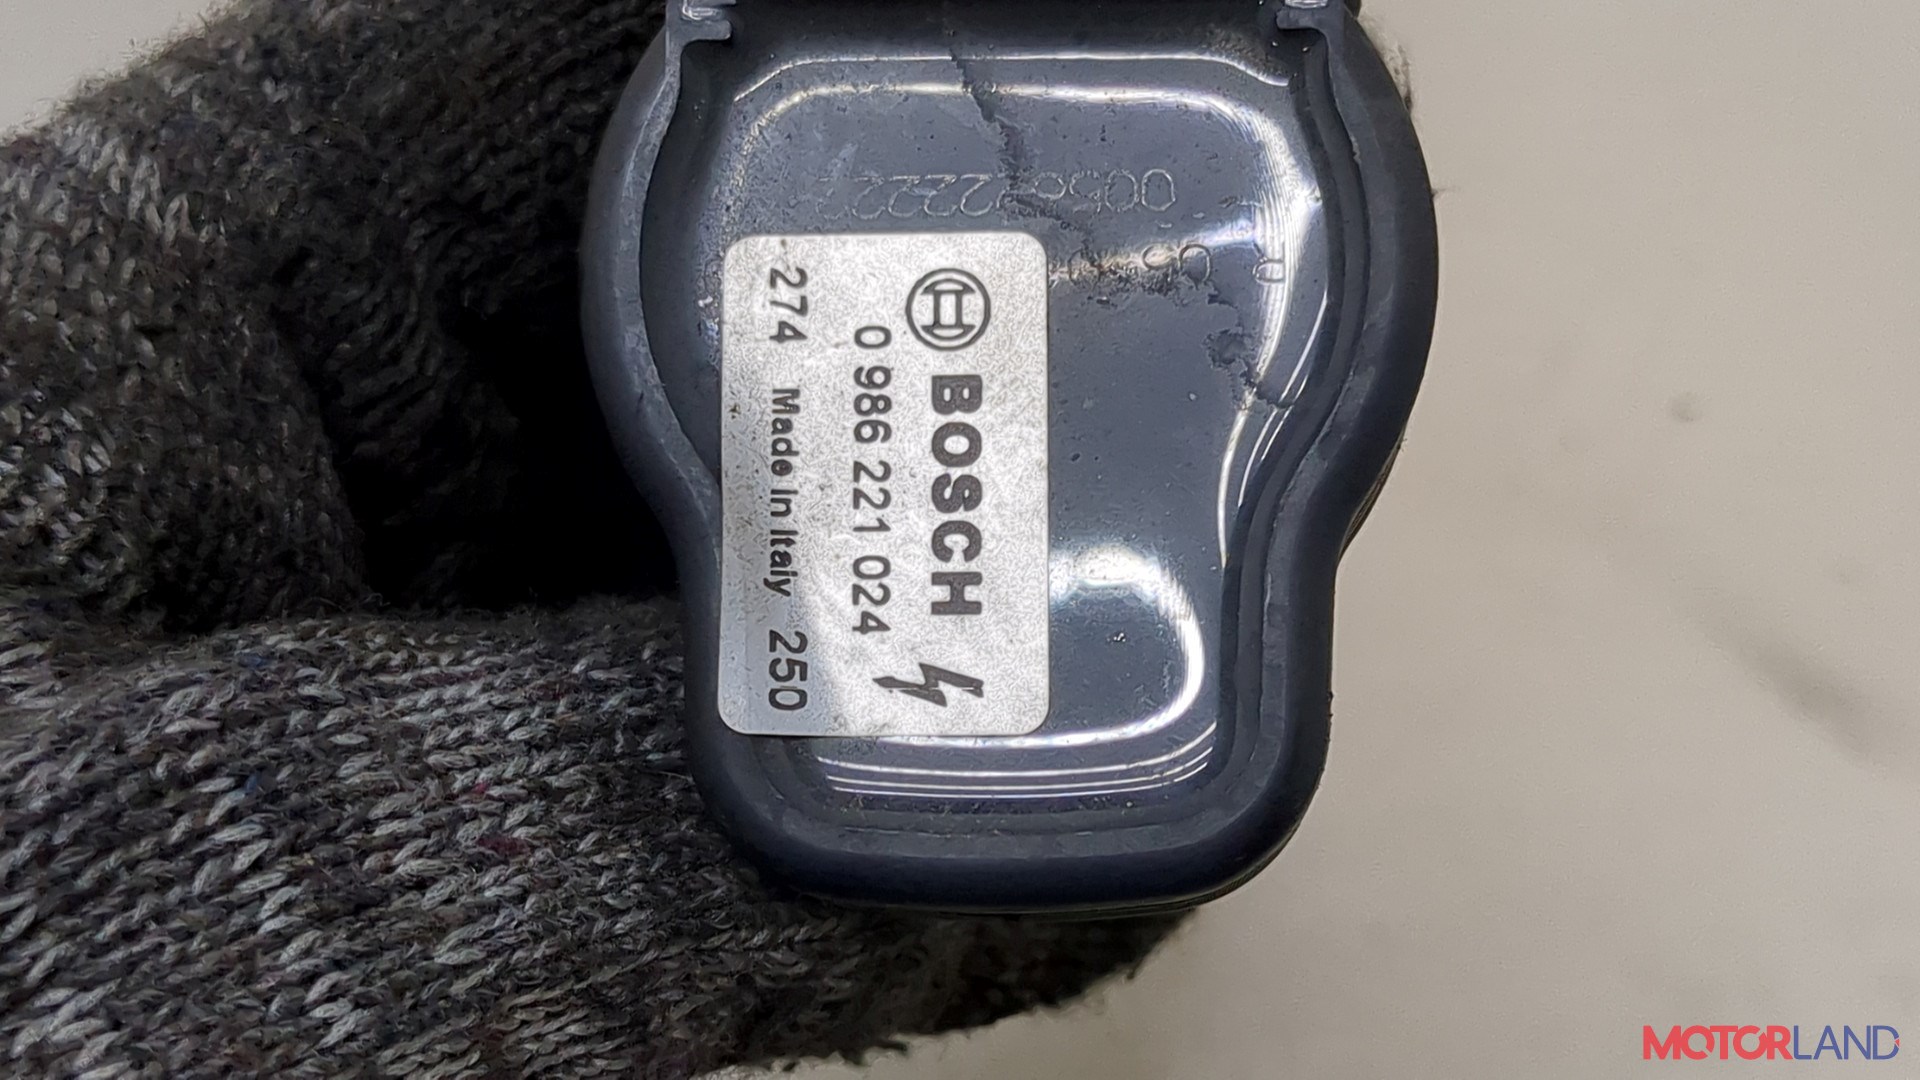 BOSCH
0 986 221 024
274 Made in Italy 250
MOTORLAND